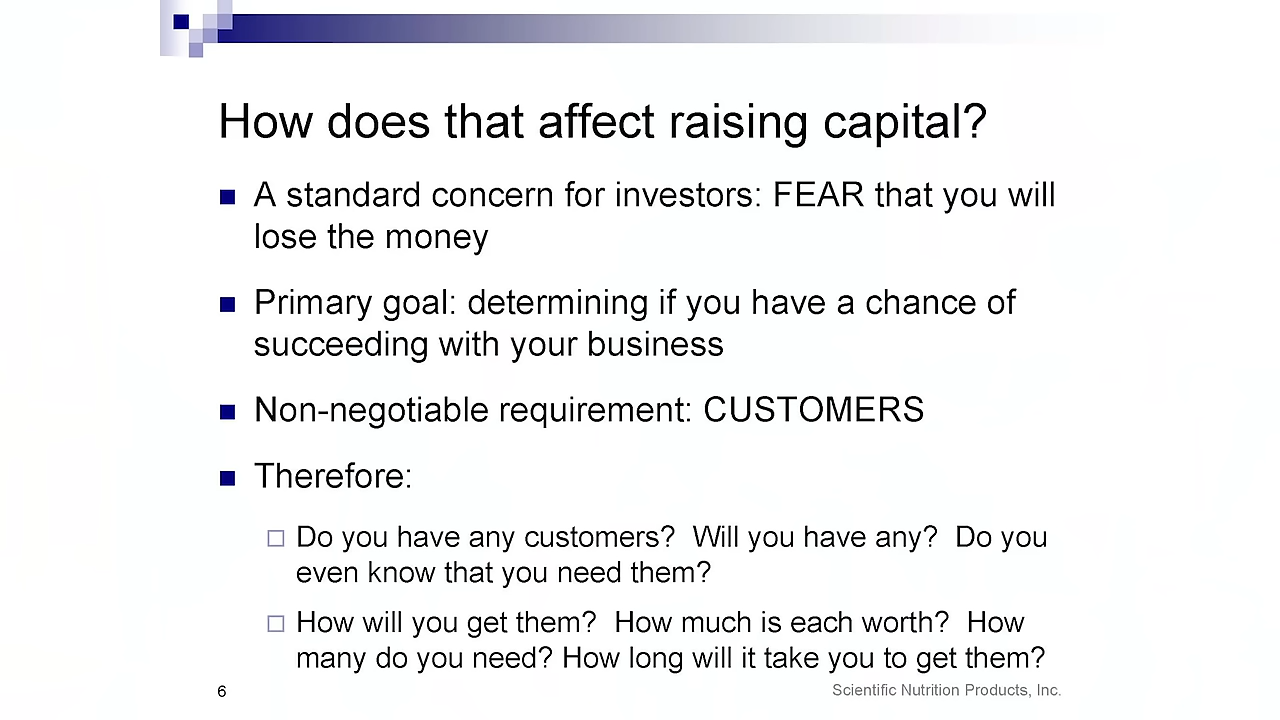 How does that affect raising capital?
A standard concern for investors: FEAR that you will
lose the money
Primary goal: determining if you have a chance of
succeeding with your business
Non-negotiable requirement: CUSTOMERS
Therefore:
Do you have any customers?  Will you have any?  Do you
even know that you need them?
How will you get them?  How much is each worth?  How
many do you need? How long will it take you to get them?
6
Scientific Nutrition Products, Inc.